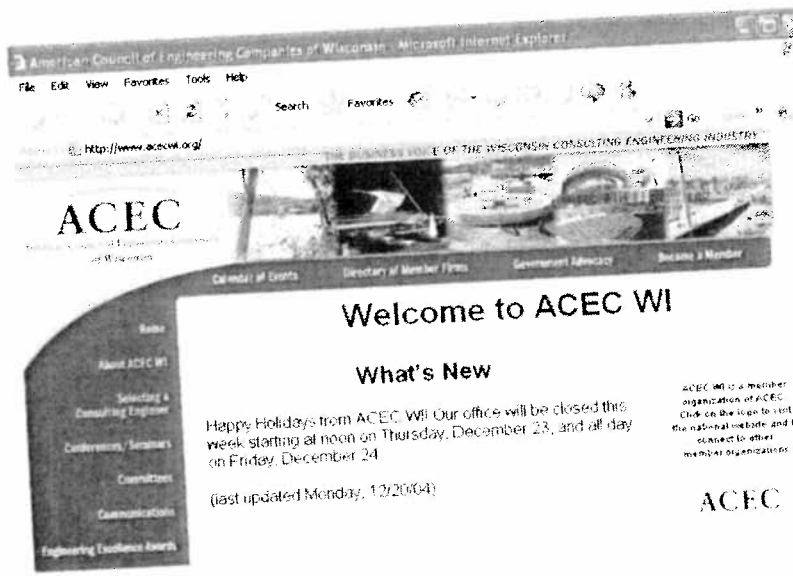 American Council of Engineering Companies of Wisconsin - Microsoft Internet Explorer
File Edit View Favorites Tools Help
Search Favorites
http://www.acecwi.org/
Go
E OF THE WISCONSIN CONSULTING ENGINEERING INDUSTRY
ACEC
of Wisconsin
Calendar of Events Directory of Member Firms Government Advocacy Become a Member
Welcome to ACEC WI
Home
About ACEC WI
Selecting a
Consulting Engineer
Conferences/Seminars
Committees
Communications
Engineering Excellence Awards
What's New
Happy Holidays from ACEC WI! Our office will be closed this
week starting at noon on Thursday, December 23, and all day
on Friday, December 24
(last updated Monday, 12/20/04)
ACEC WI is a member
organization of ACEC.
Click on the logo to visit
the national website and
connect to other
member organizations
ACEC